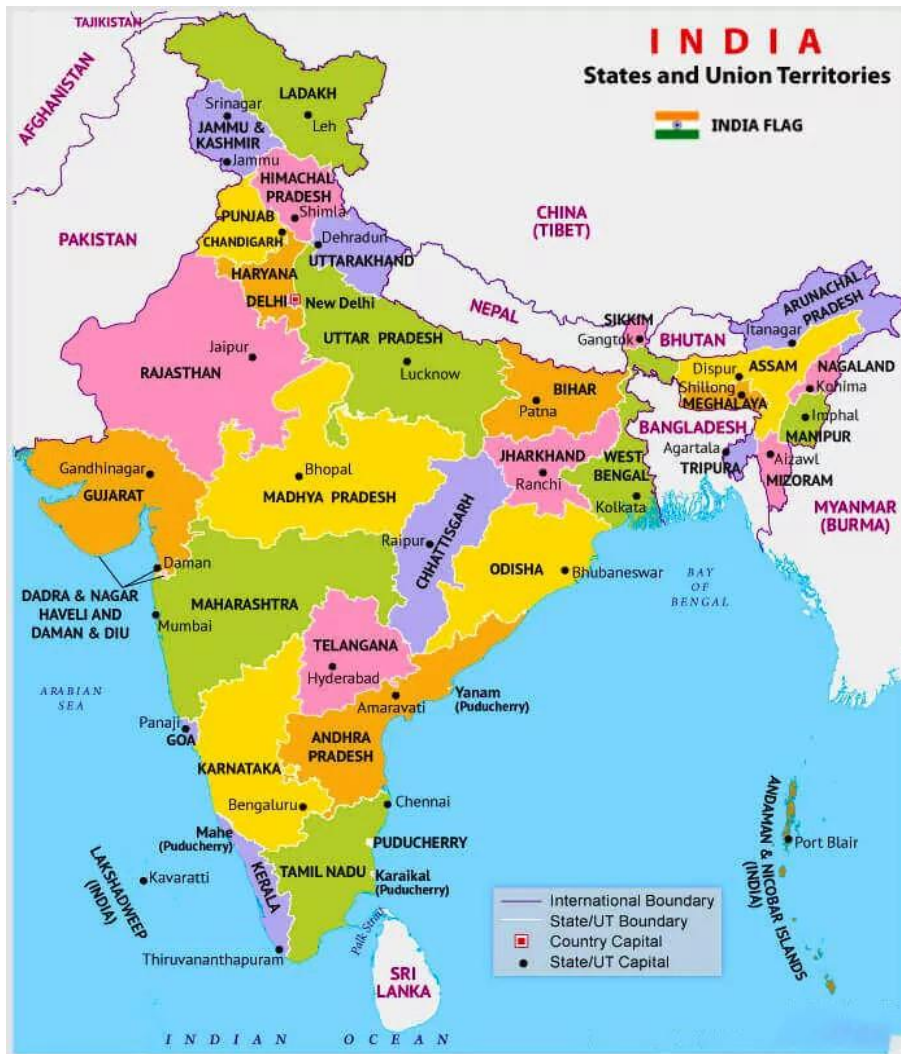 TAJIKISTAN
AFGHANISTAN
INDIA
States and Union Territories
INDIA FLAG
LADAKH
Srinagar
Leh
JAMMU &
KASHMIR
Jammu
HIMACHAL
PRADESH
Shimla
PUNJAB
CHANDIGARH
PAKISTAN
CHINA
(TIBET)
Dehradun
UTTARAKHAND
HARYANA
DELHI
New Delhi
NEPAL
SIKKIM
Gangtok
BHUTAN
ARUNACHAL
PRADESH
Itanagar
UTTAR PRADESH
Lucknow
Jaipur
RAJASTHAN
BIHAR
Patna
Dispur
ASSAM
Shillong
MEGHALAYA
NAGALAND
Kohima
Imphal
MANIPUR
BANGLADESH
Agartala
TRIPURA
Aizawl
MIZORAM
MYANMAR
(BURMA)
Gandhinagar
GUJARAT
Bhopal
MADHYA PRADESH
JHARKHAND
Ranchi
WEST
BENGAL
Kolkata
Raipur
CHHATTISGARH
ODISHA
Bhubaneswar
BAY
OF
BENGAL
Daman
DADRA & NAGAR
HAVELI AND
DAMAN & DIU
MAHARASHTRA
Mumbai
TELANGANA
Hyderabad
ARABIAN
SEA
Amaravati
Yanam
(Puducherry)
Panaji
GOA
ANDHRA
PRADESH
KARNATAKA
Bengaluru
Chennai
Mahe
(Puducherry)
PUDUCHERRY
KERALA
TAMIL NADU
Karaikal
(Puducherry)
LAKSHADWEEP
(INDIA)
Kavaratti
Thiruvananthapuram
Palk Strait
SRI
LANKA
ANDAMAN & NICOBAR ISLANDS
(INDIA)
Port Blair
International Boundary
State/UT Boundary
Country Capital
State/UT Capital
INDIAN OCEAN